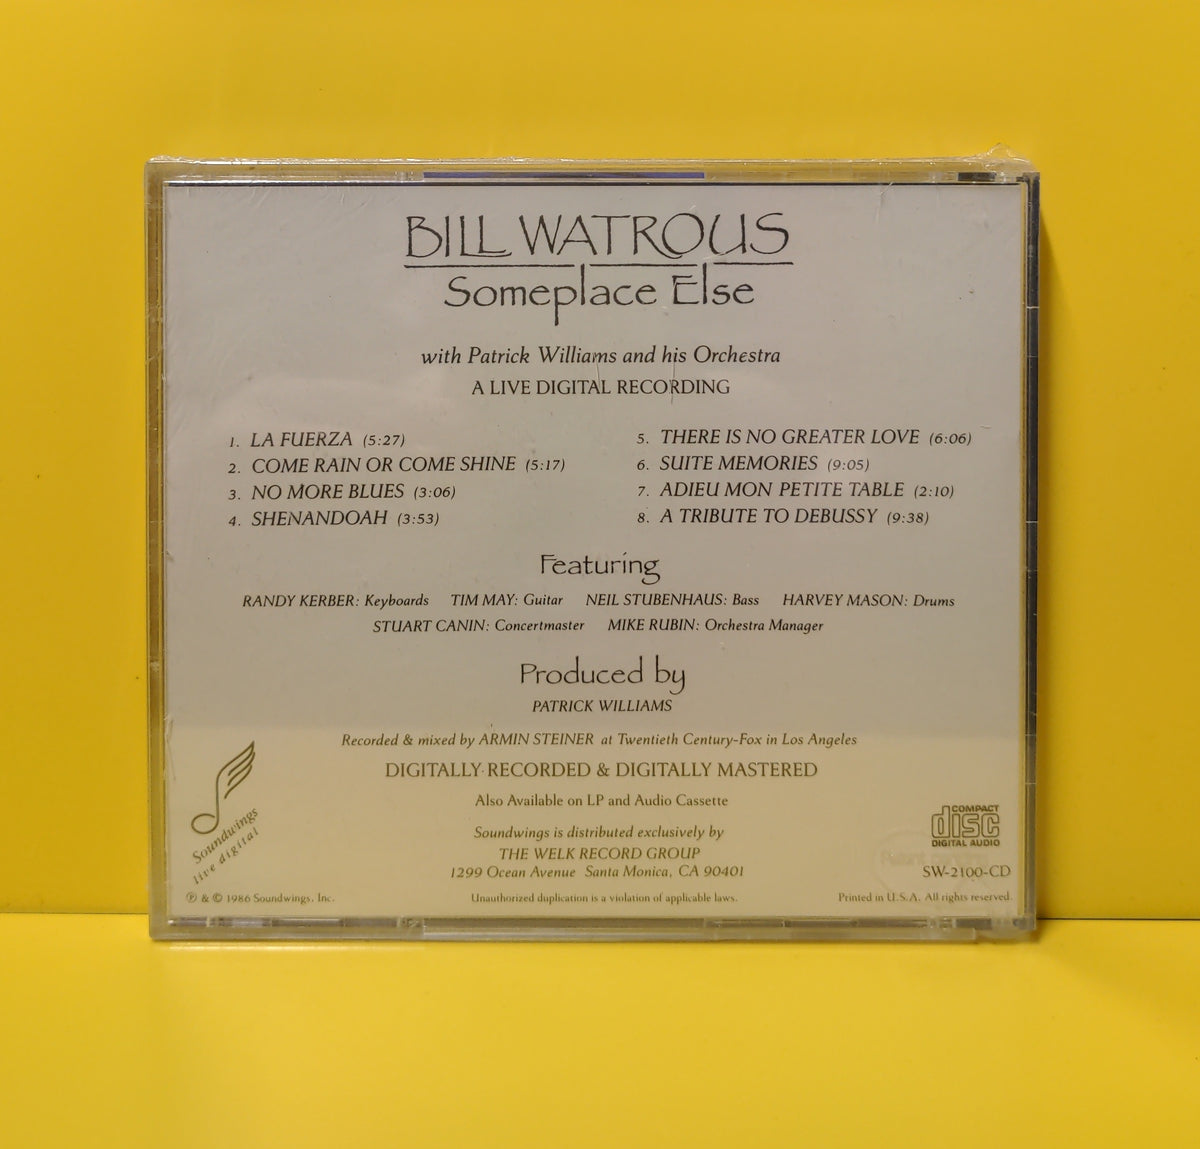 BILL WATROUS
Someplace Else
with Patrick Williams and his Orchestra
A LIVE DIGITAL RECORDING
1. LA FUERZA (5:27)
2. COME RAIN OR COME SHINE (5:17)
3. NO MORE BLUES (3:06)
4. SHENANDOAH (3:53)
5. THERE IS NO GREATER LOVE (6:06)
6. SUITE MEMORIES (9:05)
7. ADIEU MON PETITE TABLE (2:10)
8. A TRIBUTE TO DEBUSSY (9:38)
Featuring
RANDY KERBER: Keyboards TIM MAY: Guitar NEIL STUBENHAUS: Bass HARVEY MASON: Drums
STUART CANIN: Concertmaster MIKE RUBIN: Orchestra Manager
Produced by
PATRICK WILLIAMS
Recorded & mixed by ARMIN STEINER at Twentieth Century-Fox in Los Angeles
DIGITALLY RECORDED & DIGITALLY MASTERED
Also Available on LP and Audio Cassette
Soundwings is distributed exclusively by
THE WELK RECORD GROUP
1299 Ocean Avenue Santa Monica, CA 90401
Soundwings
live digital
℗ & © 1986 Soundwings, Inc.
Unauthorized duplication is a violation of applicable laws.
COMPACT
disc
DIGITAL AUDIO
Patent pending
SW-2100-CD
Printed in U.S.A. All rights reserved.